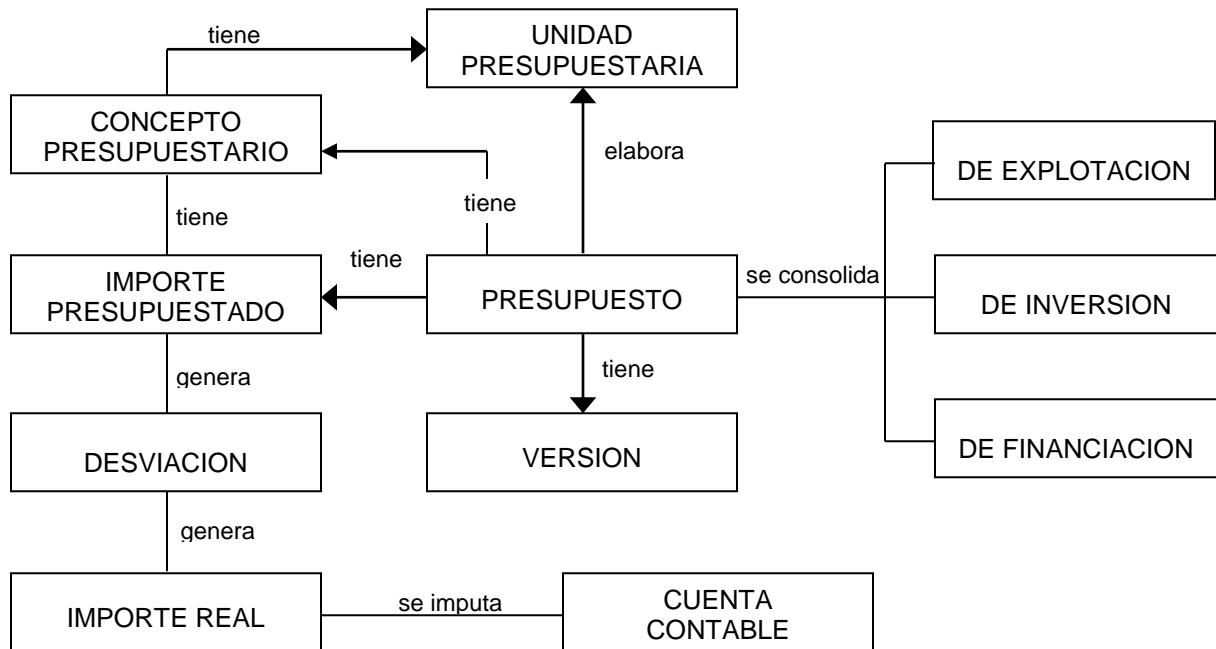 tiene
UNIDAD
PRESUPUESTARIA
CONCEPTO
PRESUPUESTARIO
elabora
DE EXPLOTACION
tiene
tiene
IMPORTE
PRESUPUESTADO
tiene
PRESUPUESTO
se consolida
DE INVERSION
genera
tiene
DESVIACION
VERSION
DE FINANCIACION
genera
IMPORTE REAL
se imputa
CUENTA
CONTABLE